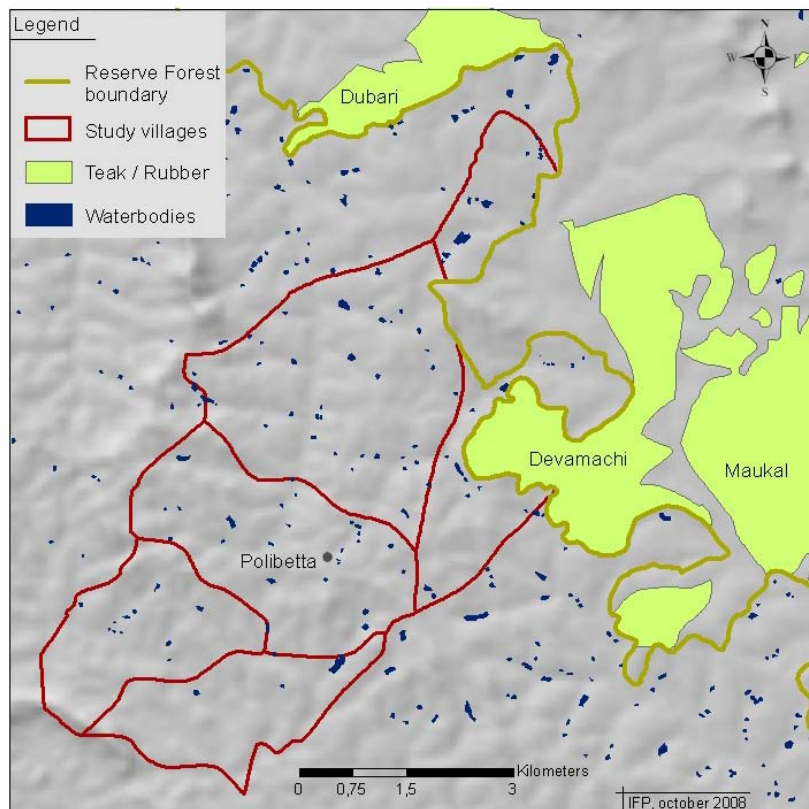 Legend
Reserve Forest
boundary
Study villages
Teak / Rubber
Waterbodies
Dubari
N
W
E
S
Devamachi
Maukal
Polibetta
Kilometers
0 0,75 1,5 3
IFP, october 2008